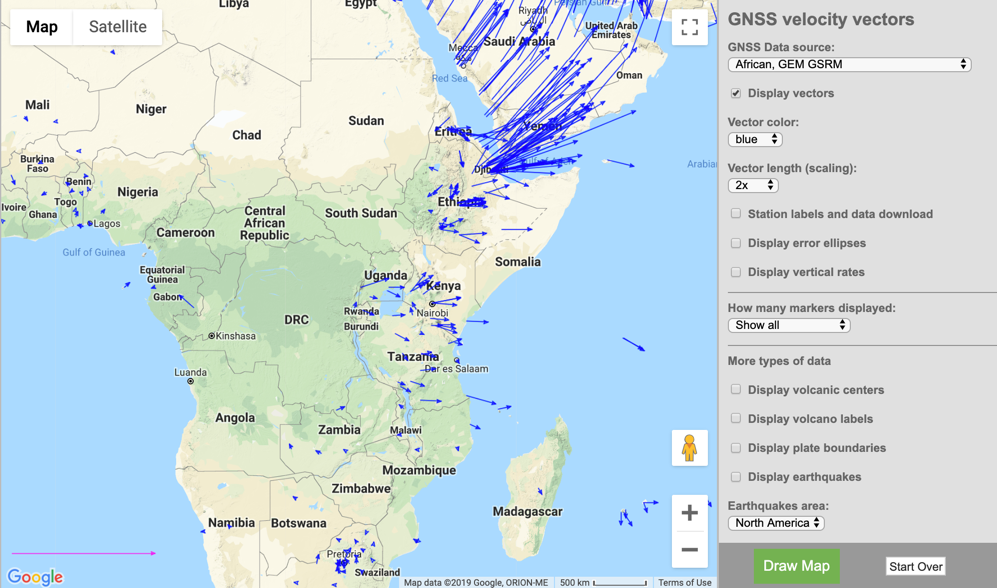 Map
Satellite
Libya
Egypt
Riyadh
الرياض
Persian Gulf
United Arab
Emirates
Saudi Arabia
Mecca
Oman
Red Sea
Mali
Niger
Chad
Sudan
Eritrea
Yemen
Burkina
Faso
Benin
Togo
Ivoire
Ghana
Nigeria
Lagos
Djibouti
Arabian
Ethiopia
Cameroon
Central
African
Republic
South Sudan
Somalia
Gulf of Guinea
Equatorial
Guinea
Gabon
Uganda
Kenya
Nairobi
DRC
Rwanda
Burundi
Kinshasa
Tanzania
Dar es Salaam
Luanda
Angola
Zambia
Malawi
Mozambique
Zimbabwe
Madagascar
Namibia
Botswana
Pretoria
Swaziland
Google
Map data ©2019 Google, ORION-ME
500 km
Terms of Use
GNSS velocity vectors
GNSS Data source:
African, GEM GSRM
Display vectors
Vector color:
blue
Vector length (scaling):
2x
Station labels and data download
Display error ellipses
Display vertical rates
How many markers displayed:
Show all
More types of data
Display volcanic centers
Display volcano labels
Display plate boundaries
Display earthquakes
Earthquakes area:
North America
Draw Map
Start Over